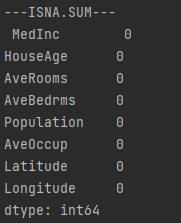 ---ISNA.SUM---
 MedInc        0
HouseAge      0
AveRooms      0
AveBedrms     0
Population    0
AveOccup      0
Latitude      0
Longitude     0
dtype: int64